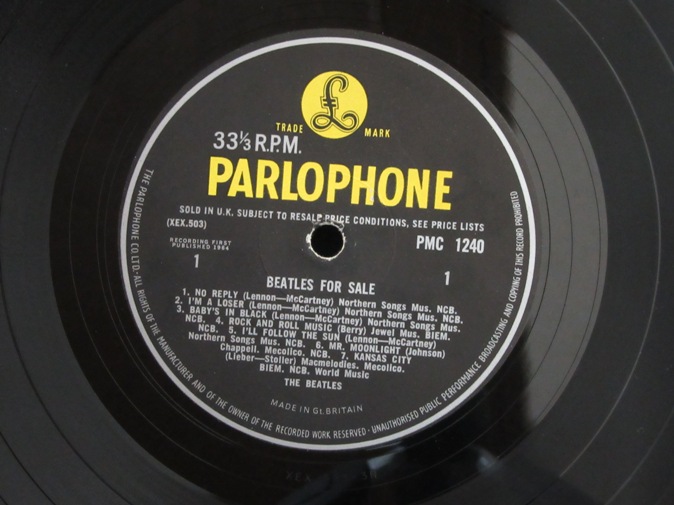 £
TRADE MARK
33⅓ R.P.M.
PARLOPHONE
SOLD IN U.K. SUBJECT TO RESALE PRICE CONDITIONS, SEE PRICE LISTS
(XEX.503)
PMC 1240
RECORDING FIRST
PUBLISHED 1964
1
1
BEATLES FOR SALE
1. NO REPLY (Lennon—McCartney) Northern Songs Mus. NCB.
2. I'M A LOSER (Lennon—McCartney) Northern Songs Mus. NCB.
3. BABY'S IN BLACK (Lennon—McCartney) Northern Songs Mus.
NCB. 4. ROCK AND ROLL MUSIC (Berry) Jewel Mus. BIEM.
NCB. 5. I'LL FOLLOW THE SUN (Lennon—McCartney)
Northern Songs Mus. NCB. 6. MR. MOONLIGHT (Johnson)
Chappell. Mecolico. NCB. 7. KANSAS CITY
(Lieber—Stoller) Macmelodies. Mecolico.
BIEM. NCB. World Music
THE BEATLES
MADE IN Gt. BRITAIN
THE PARLOPHONE CO LTD· ALL RIGHTS OF THE MANUFACTURER AND OF THE OWNER OF THE RECORDED WORK RESERVED · UNAUTHORISED PUBLIC PERFORMANCE BROADCASTING AND COPYING OF THIS RECORD PROHIBITED